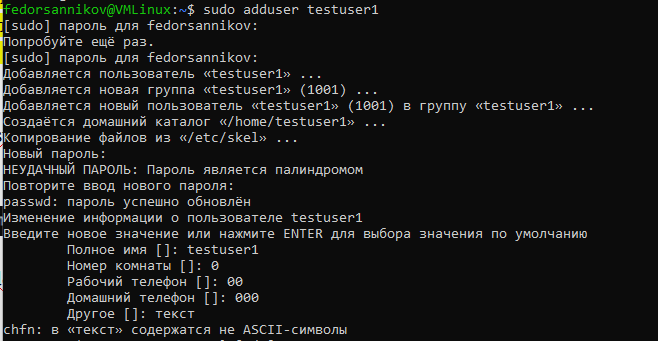 fedorsannikov@VMLinux:~$ sudo adduser testuser1
[sudo] пароль для fedorsannikov:
Попробуйте ещё раз.
[sudo] пароль для fedorsannikov:
Добавляется пользователь «testuser1» ...
Добавляется новая группа «testuser1» (1001) ...
Добавляется новый пользователь «testuser1» (1001) в группу «testuser1» ...
Создаётся домашний каталог «/home/testuser1» ...
Копирование файлов из «/etc/skel» ...
Новый пароль:
НЕУДАЧНЫЙ ПАРОЛЬ: Пароль является палиндромом
Повторите ввод нового пароля:
passwd: пароль успешно обновлён
Изменение информации о пользователе testuser1
Введите новое значение или нажмите ENTER для выбора значения по умолчанию
Полное имя []: testuser1
Номер комнаты []: 0
Рабочий телефон []: 00
Домашний телефон []: 000
Другое []: текст
chfn: в «текст» содержатся не ASCII-символы